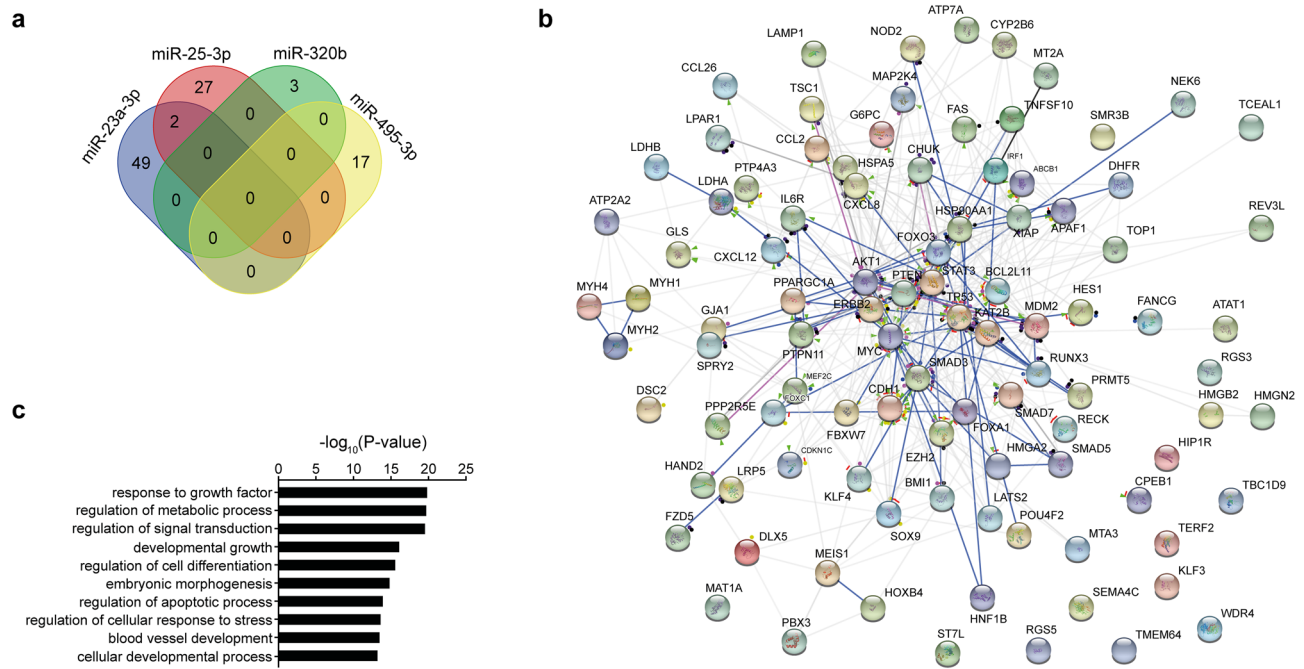 a
miR-25-3p
miR-320b
miR-23a-3p
miR-495-3p
27
3
2
0
0
49
0
0
17
0
0
0
0
0
0
0
b
ATP7A
CYP2B6
LAMP1
NOD2
MT2A
CCL26
MAP2K4
TSC1
NEK6
TNFSF10
FAS
G6PC
TCEAL1
LPAR1
SMR3B
CCL2
CHUK
IRF1
LDHB
HSPA5
ABCB1
PTP4A3
DHFR
LDHA
CXCL8
HSP90AA1
IL6R
REV3L
ATP2A2
XIAP
APAF1
FOXO3
GLS
TOP1
CXCL12
AKT1
PTEN
STAT3
BCL2L11
MYH4
MYH1
PPARGC1A
HES1
ERBB2
TP53
MDM2
FANCG
GJA1
KAT2B
ATAT1
MYH2
PTPN11
MYC
SPRY2
SMAD3
RUNX3
RGS3
MEF2C
PRMT5
DSC2
FOXC1
CDH1
HMGB2
HMGN2
PPP2R5E
SMAD7
RECK
FBXW7
FOXA1
CDKN1C
EZH2
HMGA2
SMAD5
HIP1R
HAND2
LRP5
KLF4
BMI1
CPEB1
TBC1D9
LATS2
FZD5
POU4F2
SOX9
DLX5
MTA3
TERF2
MEIS1
KLF3
MAT1A
HOXB4
HNF1B
SEMA4C
WDR4
PBX3
ST7L
RGS5
TMEM64
c
-log10(P-value)
0 5 10 15 20 25
response to growth factor
regulation of metabolic process
regulation of signal transduction
developmental growth
regulation of cell differentiation
embryonic morphogenesis
regulation of apoptotic process
regulation of cellular response to stress
blood vessel development
cellular developmental process